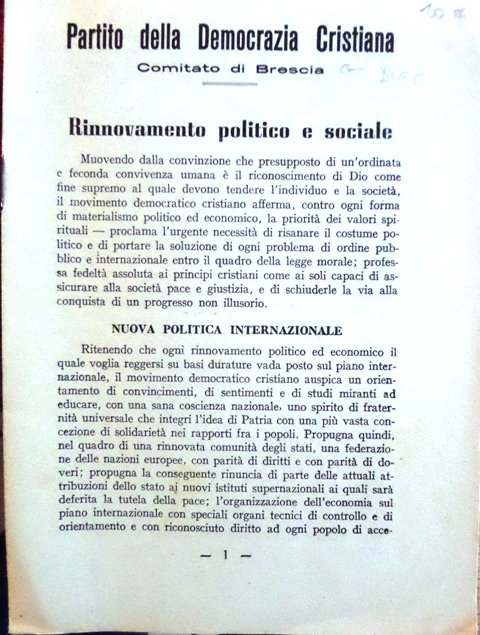 Partito della Democrazia Cristiana
Comitato di Brescia
Rinnovamento politico e sociale
Muovendo dalla convinzione che presupposto di un'ordinata
e feconda convivenza umana è il riconoscimento di Dio come
fine supremo al quale devono tendere l'individuo e la società,
il movimento democratico cristiano afferma, contro ogni forma
di materialismo politico ed economico, la priorità dei valori spi-
rituali — proclama l'urgente necessità di risanare il costume po-
litico e di portare la soluzione di ogni problema di ordine pub-
blico e internazionale entro il quadro della legge morale; profes-
sa fedeltà assoluta ai principi cristiani come ai soli capaci di as-
sicurare alla società pace e giustizia, e di schiuderle la via alla
conquista di un progresso non illusorio.
NUOVA POLITICA INTERNAZIONALE
Ritenendo che ogni rinnovamento politico ed economico il
quale voglia reggersi su basi durature vada posto sul piano inter-
nazionale, il movimento democratico cristiano auspica un orien-
tamento di convincimenti, di sentimenti e di studi miranti ad
educare, con una sana coscienza nazionale, uno spirito di frater-
nità universale che integri l'idea di Patria con una più vasta con-
cezione di solidarietà nei rapporti fra i popoli. Propugna quindi,
nel quadro di una rinnovata comunità degli stati, una federazio-
ne delle nazioni europee, con parità di diritti e con parità di do-
veri; propugna la conseguente rinuncia di parte delle attuali at-
tribuzioni dello stato ai nuovi istituti supernazionali ai quali sarà
deferita la tutela della pace; l'organizzazione dell'economia sul
piano internazionale con speciali organi tecnici di controllo e di
orientamento e con riconosciuto diritto ad ogni popolo di acce-
— 1 —